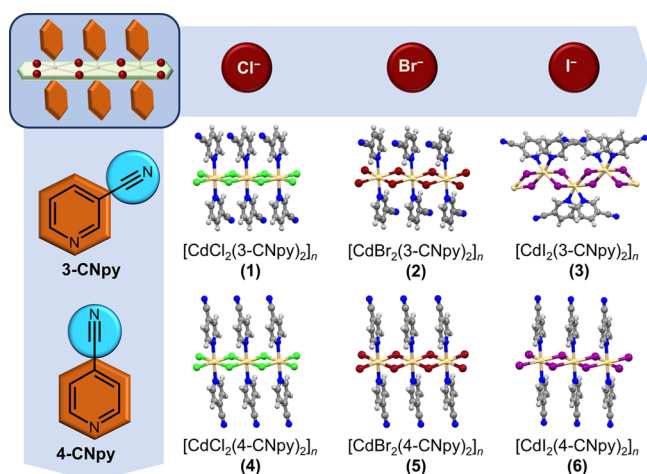 Cl⁻
Br⁻
I⁻
N
N
3-CNpy
[CdCl₂(3-CNpy)₂]ₙ
(1)
[CdBr₂(3-CNpy)₂]ₙ
(2)
[CdI₂(3-CNpy)₂]ₙ
(3)
N
N
4-CNpy
[CdCl₂(4-CNpy)₂]ₙ
(4)
[CdBr₂(4-CNpy)₂]ₙ
(5)
[CdI₂(4-CNpy)₂]ₙ
(6)